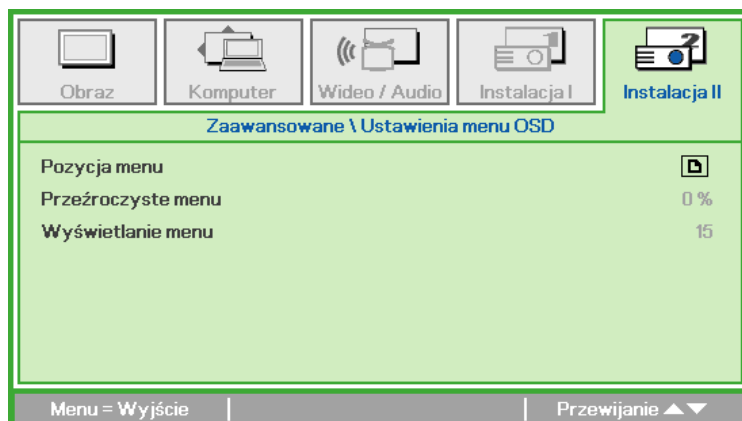 Obraz Komputer Wideo / Audio Instalacja I Instalacja II
Zaawansowane \ Ustawienia menu OSD
Pozycja menu
Przeźroczyste menu 0 %
Wyświetlanie menu 15
Menu = Wyjście Przewijanie ▲▼